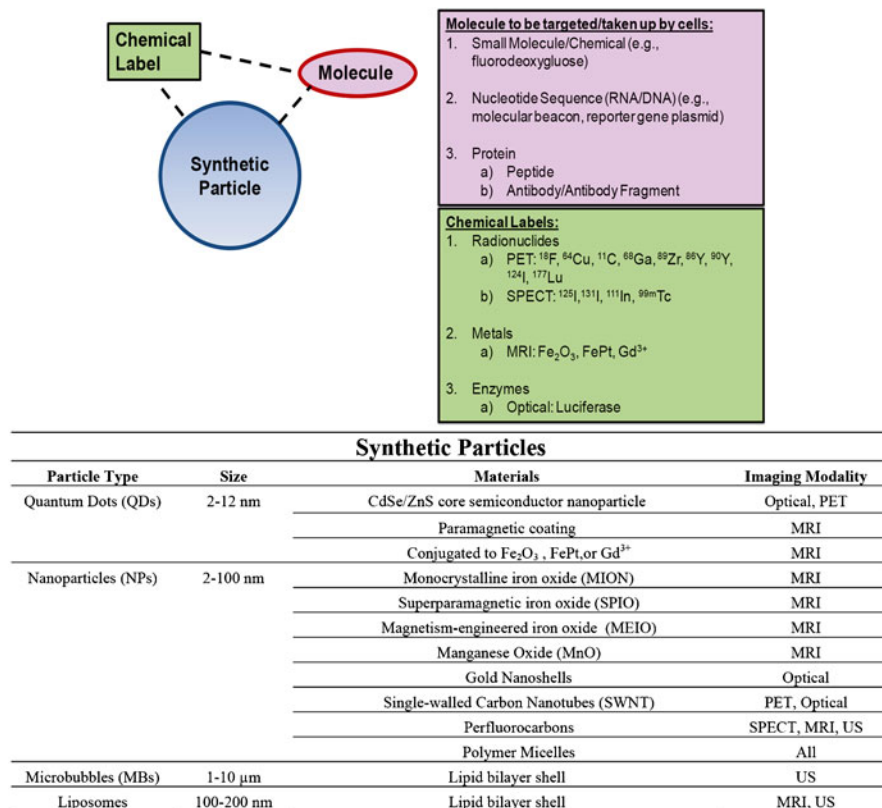 Chemical
Label
Molecule
Synthetic
Particle
Molecule to be targeted/taken up by cells:
1. Small Molecule/Chemical (e.g.,
fluorodeoxygluose)
2. Nucleotide Sequence (RNA/DNA) (e.g.,
molecular beacon, reporter gene plasmid)
3. Protein
a) Peptide
b) Antibody/Antibody Fragment
Chemical Labels:
1. Radionuclides
a) PET: ¹⁸F, ⁶⁴Cu, ¹¹C, ⁶⁸Ga, ⁸⁹Zr, ⁸⁶Y, ⁹⁰Y,
¹²⁴I, ¹⁷⁷Lu
b) SPECT: ¹²⁵I, ¹³¹I, ¹¹¹In, ⁹⁹ᵐTc
2. Metals
a) MRI: Fe₂O₃, FePt, Gd³⁺
3. Enzymes
a) Optical: Luciferase
Synthetic Particles
Particle Type Size Materials Imaging Modality
Quantum Dots (QDs) 2-12 nm CdSe/ZnS core semiconductor nanoparticle Optical, PET
Paramagnetic coating MRI
Conjugated to Fe₂O₃ , FePt,or Gd³⁺ MRI
Nanoparticles (NPs) 2-100 nm Monocrystalline iron oxide (MION) MRI
Superparamagnetic iron oxide (SPIO) MRI
Magnetism-engineered iron oxide (MEIO) MRI
Manganese Oxide (MnO) MRI
Gold Nanoshells Optical
Single-walled Carbon Nanotubes (SWNT) PET, Optical
Perfluorocarbons SPECT, MRI, US
Polymer Micelles All
Microbubbles (MBs) 1-10 µm Lipid bilayer shell US
Liposomes 100-200 nm Lipid bilayer shell MRI, US